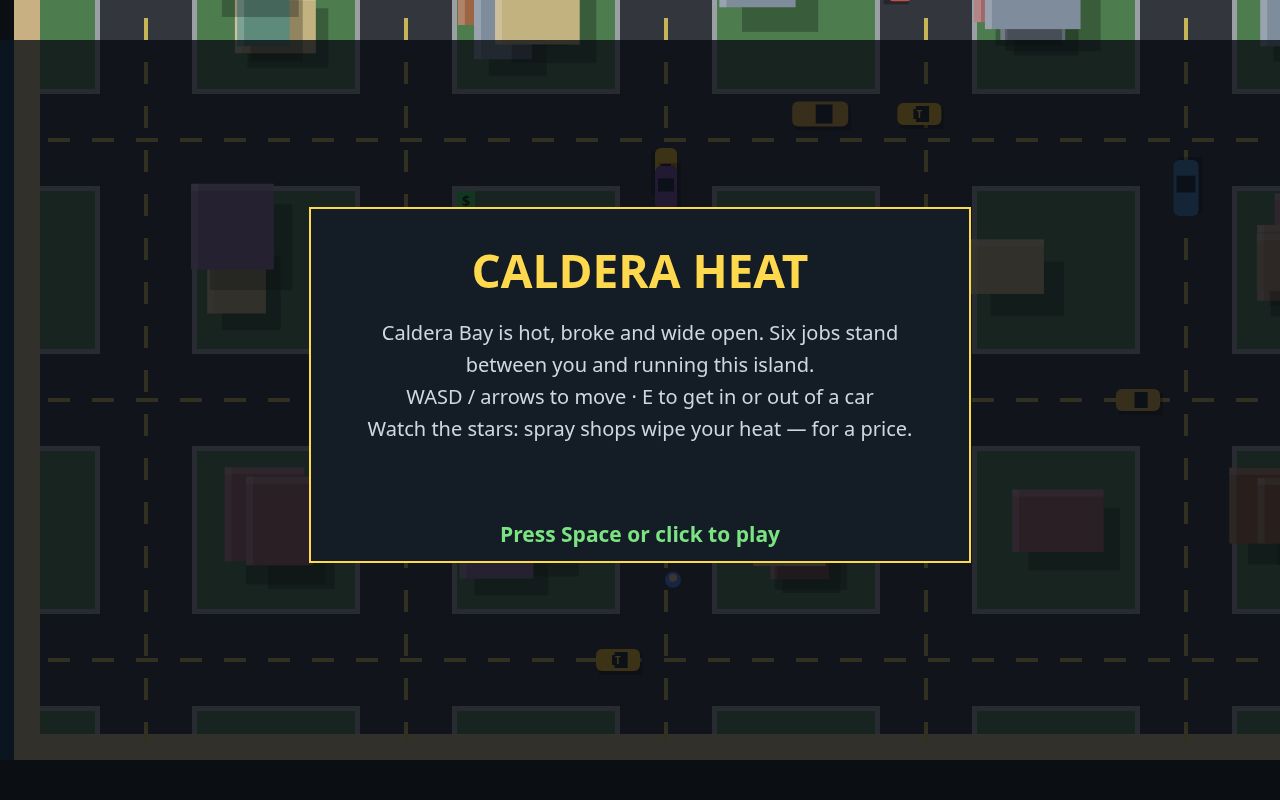 T
$
CALDERA HEAT
Caldera Bay is hot, broke and wide open. Six jobs stand
between you and running this island.
WASD / arrows to move · E to get in or out of a car
Watch the stars: spray shops wipe your heat — for a price.
Press Space or click to play
T